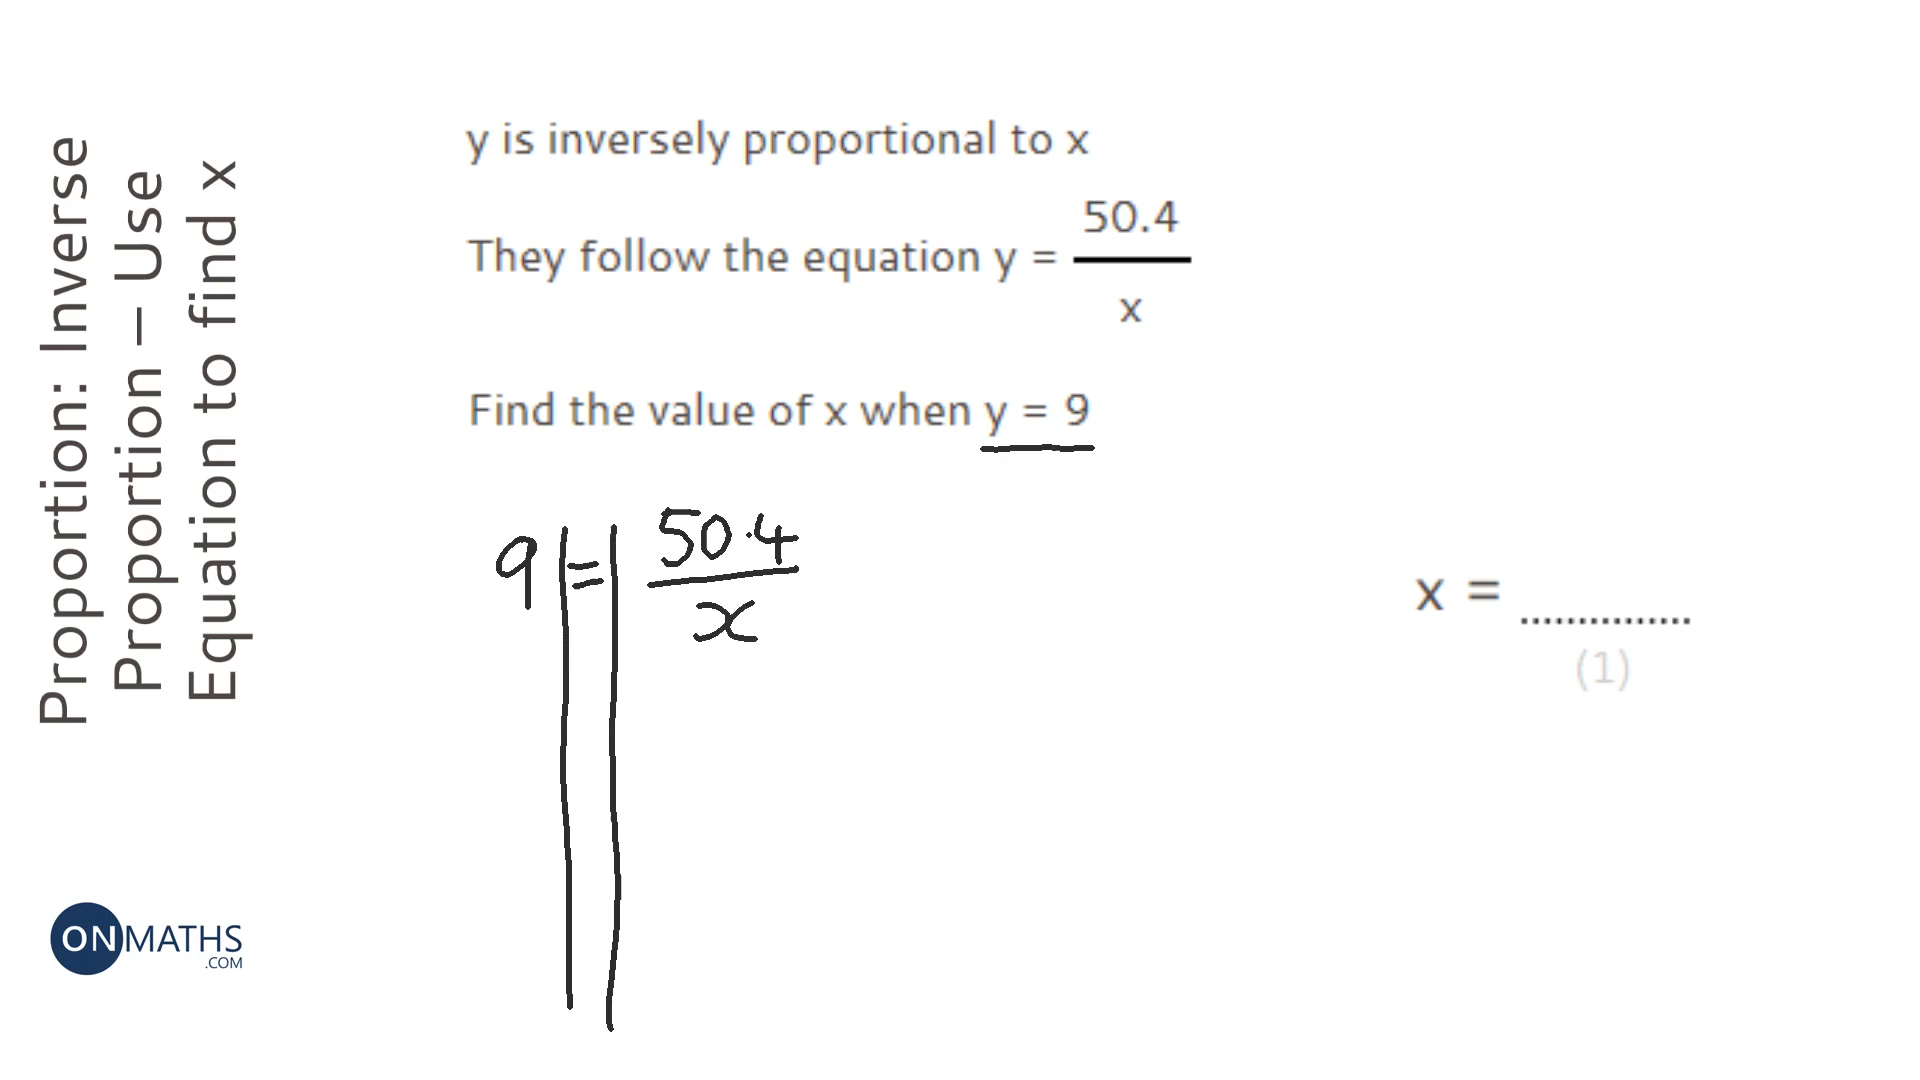 Proportion: Inverse
Proportion – Use
Equation to find x
y is inversely proportional to x
They follow the equation y = 50.4
x
Find the value of x when y = 9
9 = 50.4
x
x = ...............
(1)
ONMATHS
.COM